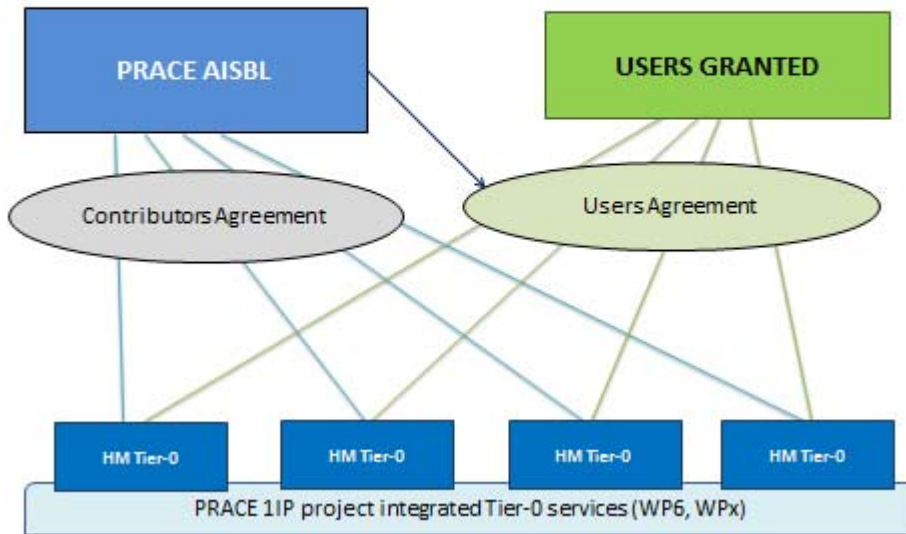 PRACE AISBL
USERS GRANTED
Contributors Agreement
Users Agreement
HM Tier-0
HM Tier-0
HM Tier-0
HM Tier-0
PRACE 1IP project integrated Tier-0 services (WP6, WPx)